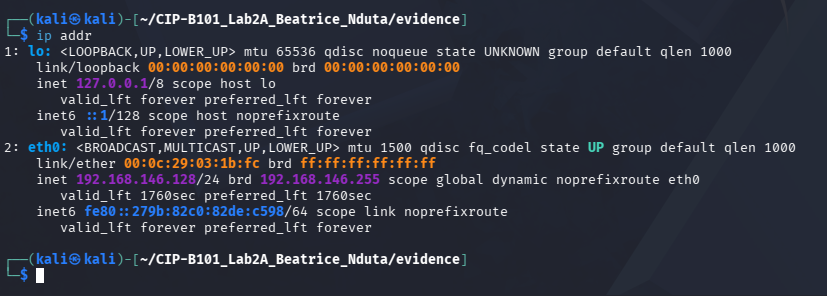 ┌──(kali㉿kali)-[~/CIP-B101_Lab2A_Beatrice_Nduta/evidence]
└─$ ip addr
1: lo: <LOOPBACK,UP,LOWER_UP> mtu 65536 qdisc noqueue state UNKNOWN group default qlen 1000
    link/loopback 00:00:00:00:00:00 brd 00:00:00:00:00:00
    inet 127.0.0.1/8 scope host lo
       valid_lft forever preferred_lft forever
    inet6 ::1/128 scope host noprefixroute
       valid_lft forever preferred_lft forever
2: eth0: <BROADCAST,MULTICAST,UP,LOWER_UP> mtu 1500 qdisc fq_codel state UP group default qlen 1000
    link/ether 00:0c:29:03:1b:fc brd ff:ff:ff:ff:ff:ff
    inet 192.168.146.128/24 brd 192.168.146.255 scope global dynamic noprefixroute eth0
       valid_lft 1760sec preferred_lft 1760sec
    inet6 fe80::279b:82c0:82de:c598/64 scope link noprefixroute
       valid_lft forever preferred_lft forever
┌──(kali㉿kali)-[~/CIP-B101_Lab2A_Beatrice_Nduta/evidence]
└─$